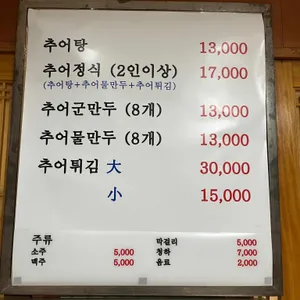 추어탕 13,000
추어정식 (2인이상) 17,000
(추어탕+추어물만두+추어튀김)
추어군만두 (8개) 13,000
추어물만두 (8개) 13,000
추어튀김 大 30,000
小 15,000
주류
소주 5,000
맥주 5,000
막걸리 5,000
청하 7,000
음료 2,000